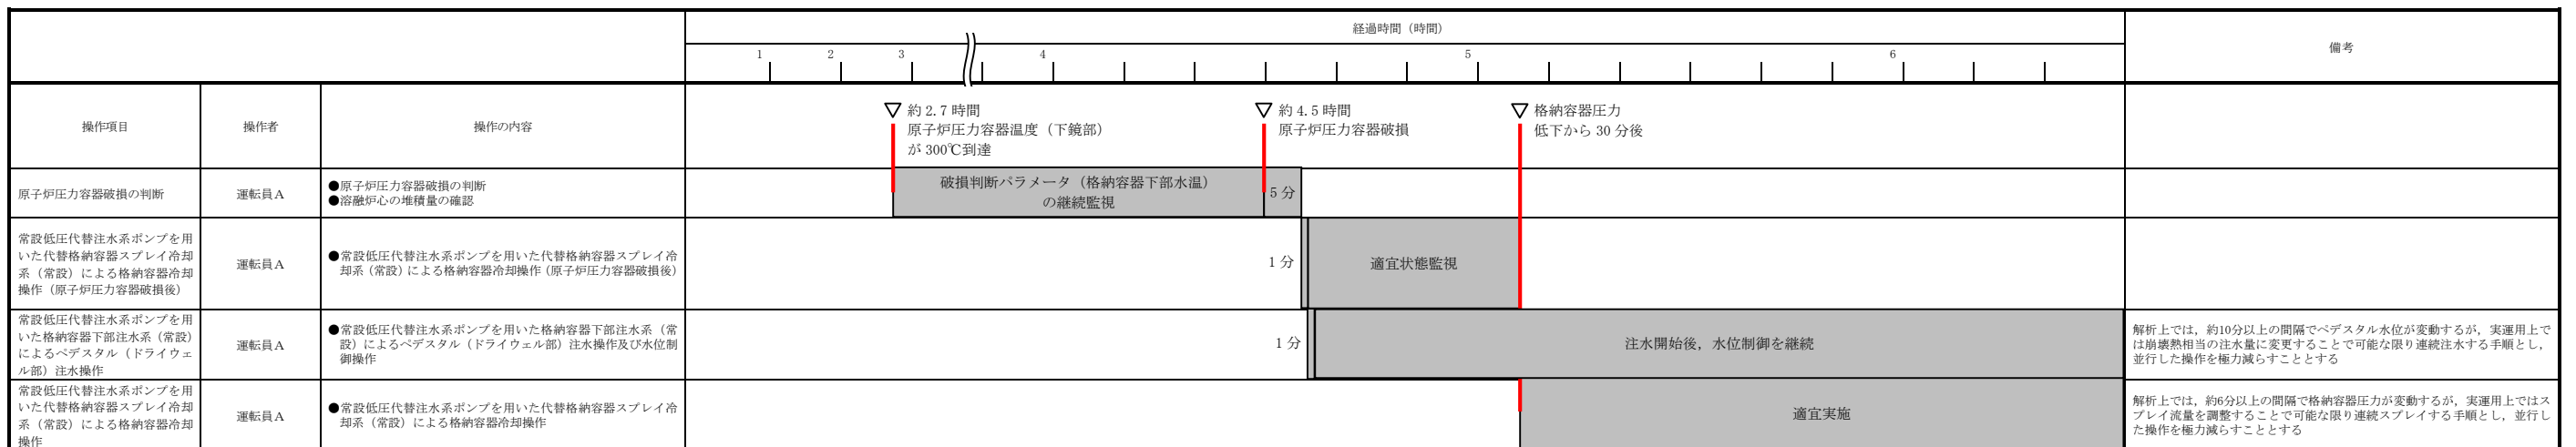 経過時間（時間）
備考
1 2 3 4 5 6
操作項目
操作者
操作の内容
約 2.7 時間
原子炉圧力容器温度（下鏡部）
が 300℃到達
約 4.5 時間
原子炉圧力容器破損
格納容器圧力
低下から 30 分後
原子炉圧力容器破損の判断
運転員A
●原子炉圧力容器破損の判断
●溶融炉心の堆積量の確認
破損判断パラメータ（格納容器下部水温）
の継続監視
5 分
常設低圧代替注水系ポンプを用
いた代替格納容器スプレイ冷却
系（常設）による格納容器冷却
操作（原子炉圧力容器破損後）
運転員A
●常設低圧代替注水系ポンプを用いた代替格納容器スプレイ冷
却系（常設）による格納容器冷却操作（原子炉圧力容器破損後）
1 分
適宜状態監視
常設低圧代替注水系ポンプを用
いた格納容器下部注水系（常設）
によるペデスタル（ドライウェ
ル部）注水操作
運転員A
●常設低圧代替注水系ポンプを用いた格納容器下部注水系（常
設）によるペデスタル（ドライウェル部）注水操作及び水位制
御操作
1 分
注水開始後，水位制御を継続
解析上では，約10分以上の間隔でペデスタル水位が変動するが，実運用上で
は崩壊熱相当の注水量に変更することで可能な限り連続注水する手順とし，
並行した操作を極力減らすこととする
常設低圧代替注水系ポンプを用
いた代替格納容器スプレイ冷却
系（常設）による格納容器冷却
操作
運転員A
●常設低圧代替注水系ポンプを用いた代替格納容器スプレイ冷
却系（常設）による格納容器冷却操作
適宜実施
解析上では，約6分以上の間隔で格納容器圧力が変動するが，実運用上ではス
プレイ流量を調整することで可能な限り連続スプレイする手順とし，並行し
た操作を極力減らすこととする